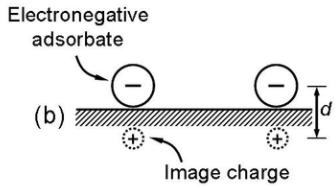 Electronegative
adsorbate
− −
(b) d
+ +
Image charge